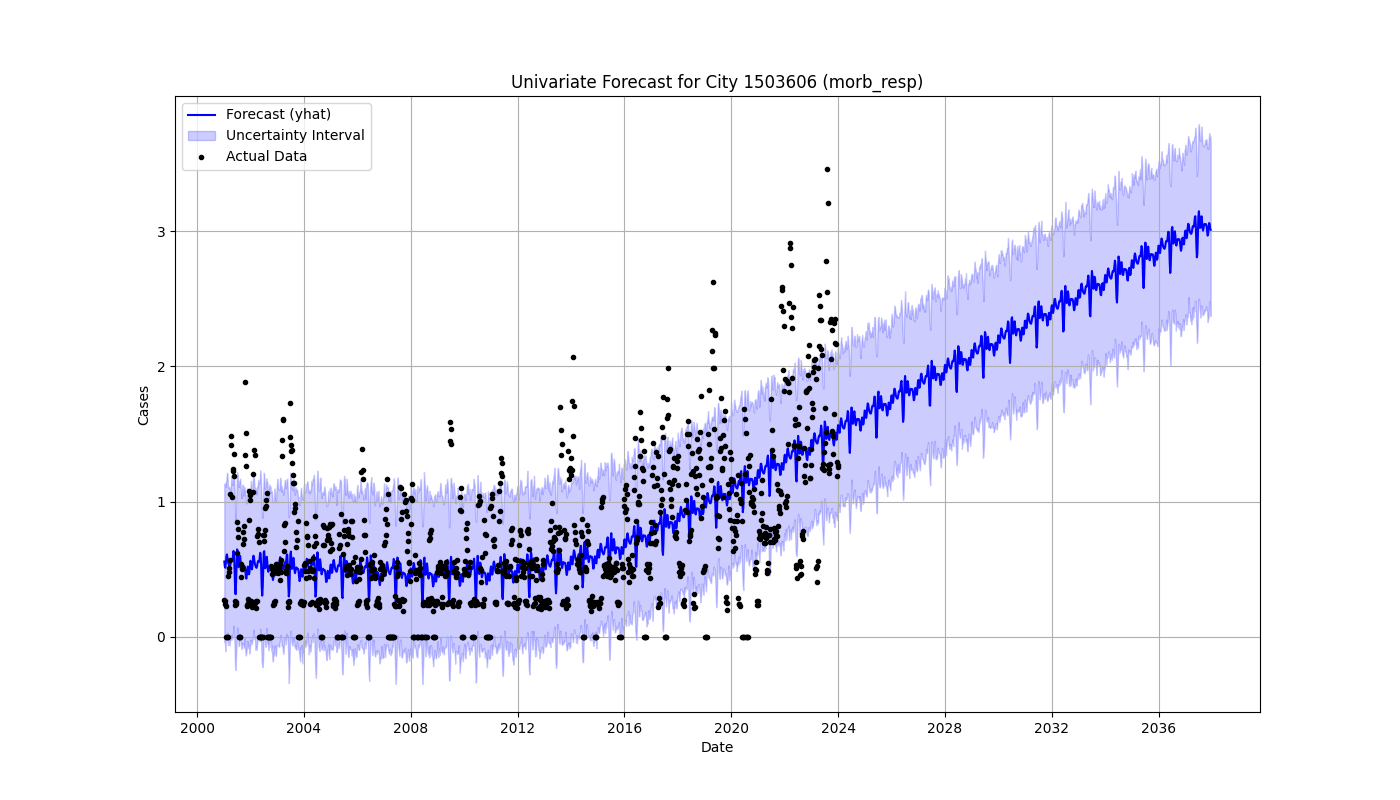 Univariate Forecast for City 1503606 (morb_resp)
Forecast (yhat)
Uncertainty Interval
Actual Data
Cases
3
2
1
0
2000 2004 2008 2012 2016 2020 2024 2028 2032 2036
Date